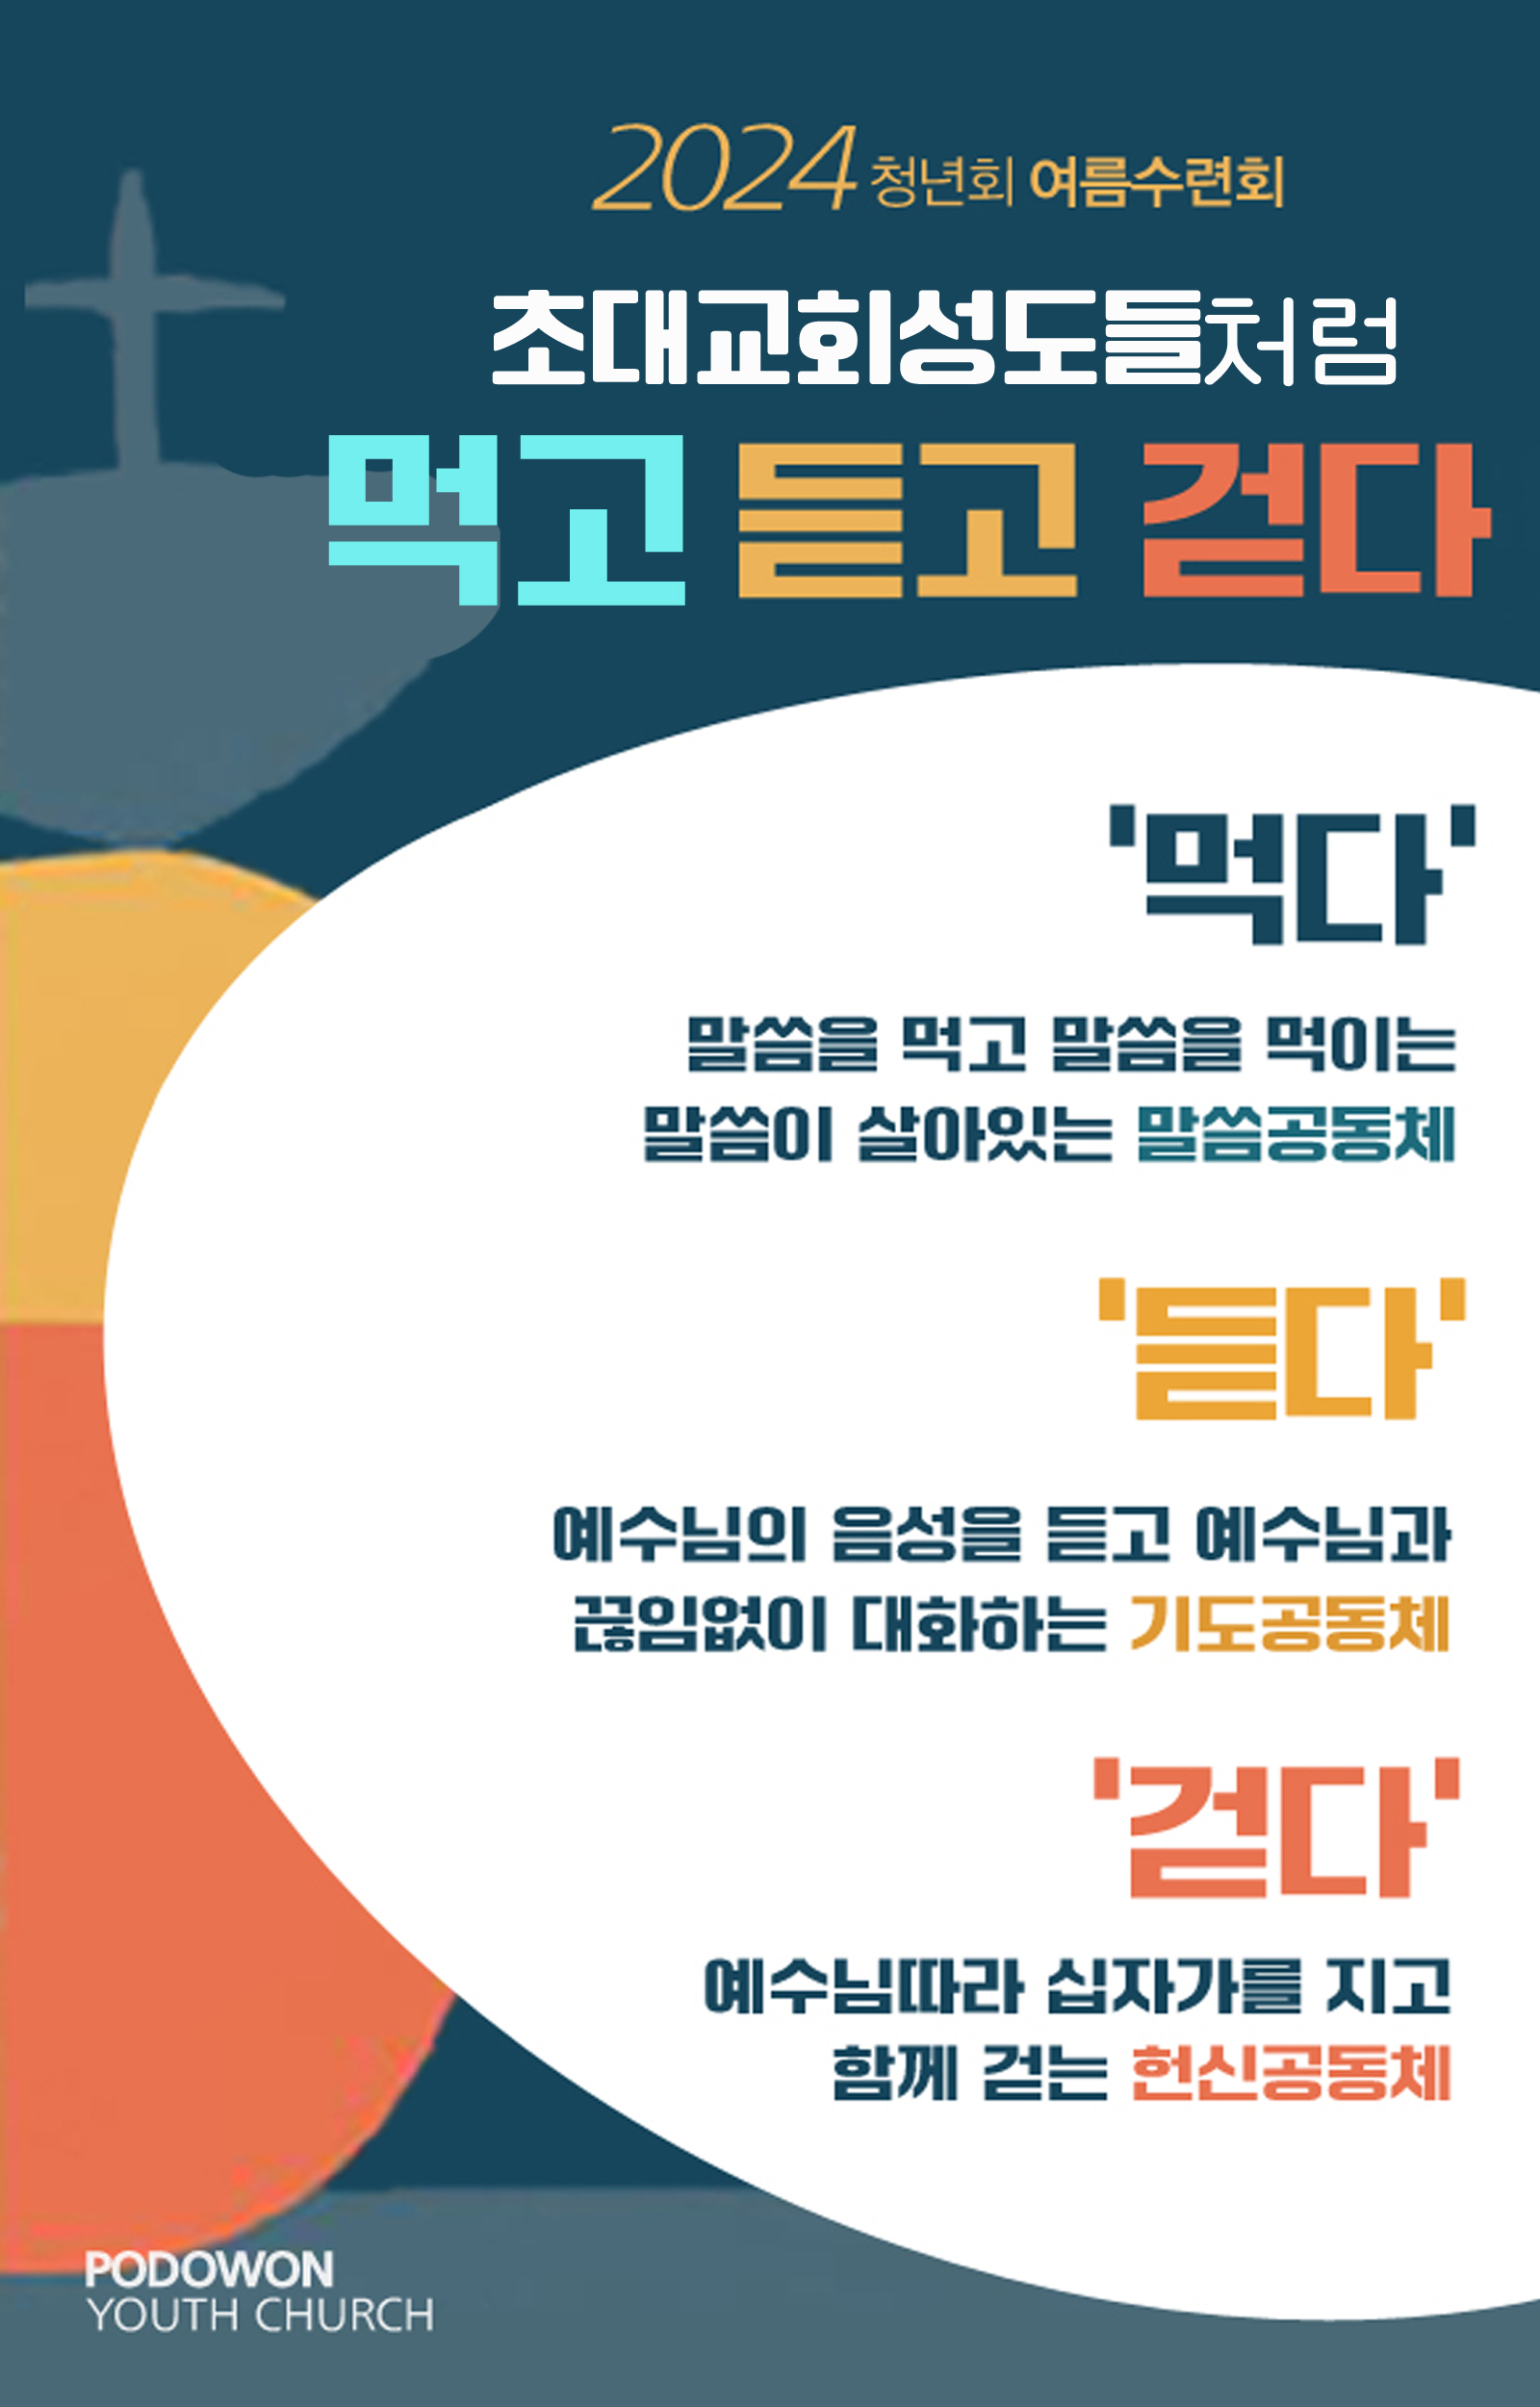 2024 청년회 여름수련회
초대교회성도들처럼
먹고 듣고 걷다
'먹다'
말씀을 먹고 말씀을 먹이는
말씀이 살아있는 말씀공동체
'듣다'
예수님의 음성을 듣고 예수님과
끊임없이 대화하는 기도공동체
'걷다'
예수님따라 십자가를 지고
함께 걷는 헌신공동체
PODOWON
YOUTH CHURCH